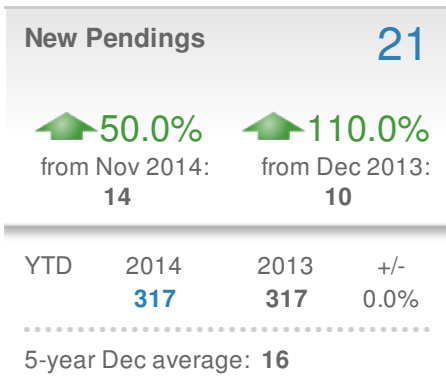 New Pendings 21
50.0% 110.0%
from Nov 2014: from Dec 2013:
14 10
YTD 2014 2013 +/-
317 317 0.0%
5-year Dec average: 16